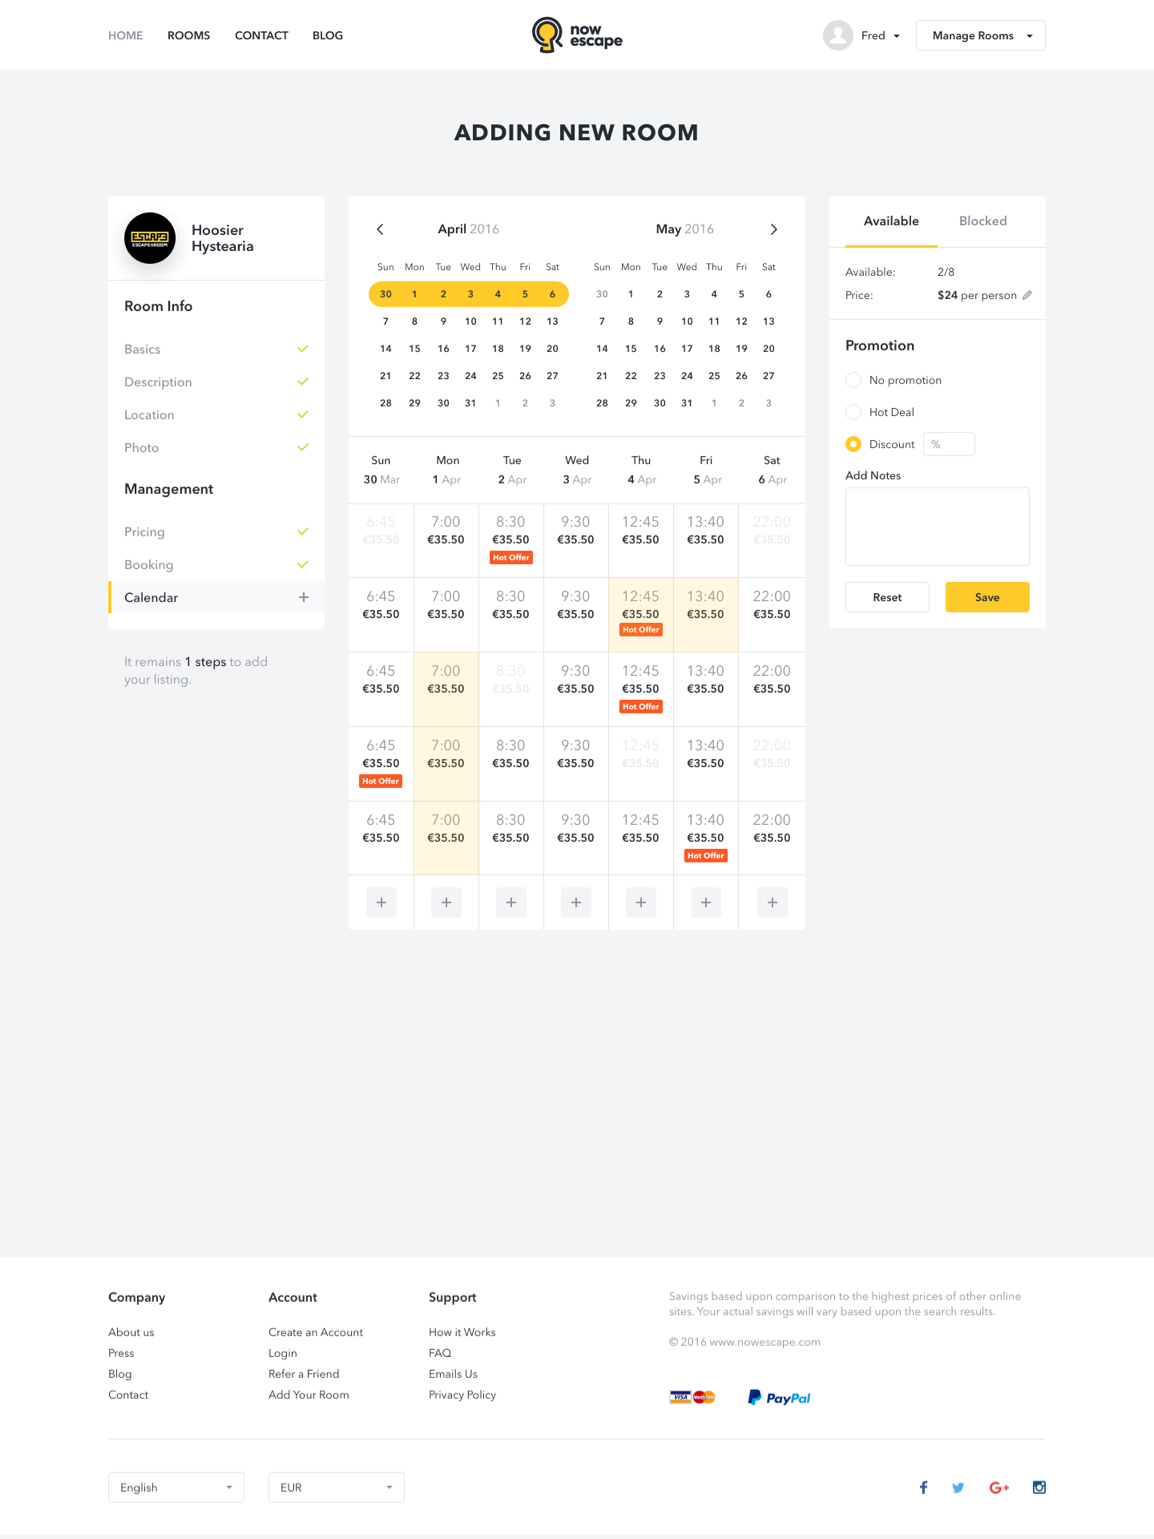 HOME ROOMS CONTACT BLOG
now
escape
Fred
Manage Rooms
ADDING NEW ROOM
ESCAP3
ESCAPE ROOM
Hoosier
Hystearia
Room Info
Basics
Description
Location
Photo
Management
Pricing
Booking
Calendar +
It remains 1 steps to add
your listing.
April 2016
Sun Mon Tue Wed Thu Fri Sat
30 1 2 3 4 5 6
7 8 9 10 11 12 13
14 15 16 17 18 19 20
21 22 23 24 25 26 27
28 29 30 31 1 2 3
May 2016
Sun Mon Tue Wed Thu Fri Sat
30 1 2 3 4 5 6
7 8 9 10 11 12 13
14 15 16 17 18 19 20
21 22 23 24 25 26 27
28 29 30 31 1 2 3
Sun Mon Tue Wed Thu Fri Sat
30 Mar 1 Apr 2 Apr 3 Apr 4 Apr 5 Apr 6 Apr
6:45 7:00 8:30 9:30 12:45 13:40 22:00
€35.50 €35.50 €35.50 €35.50 €35.50 €35.50 €35.50
Hot Offer
6:45 7:00 8:30 9:30 12:45 13:40 22:00
€35.50 €35.50 €35.50 €35.50 €35.50 €35.50 €35.50
Hot Offer
6:45 7:00 8:30 9:30 12:45 13:40 22:00
€35.50 €35.50 €35.50 €35.50 €35.50 €35.50 €35.50
Hot Offer
6:45 7:00 8:30 9:30 12:45 13:40 22:00
€35.50 €35.50 €35.50 €35.50 €35.50 €35.50 €35.50
Hot Offer
6:45 7:00 8:30 9:30 12:45 13:40 22:00
€35.50 €35.50 €35.50 €35.50 €35.50 €35.50 €35.50
Hot Offer
+ + + + + + +
Available Blocked
Available: 2/8
Price: $24 per person
Promotion
No promotion
Hot Deal
Discount %
Add Notes
Reset Save
Company
About us
Press
Blog
Contact
Account
Create an Account
Login
Refer a Friend
Add Your Room
Support
How it Works
FAQ
Emails Us
Privacy Policy
Savings based upon comparison to the highest prices of other online
sites. Your actual savings will vary based upon the search results.
© 2016 www.nowescape.com
VISA MasterCard PayPal
English EUR
f G+